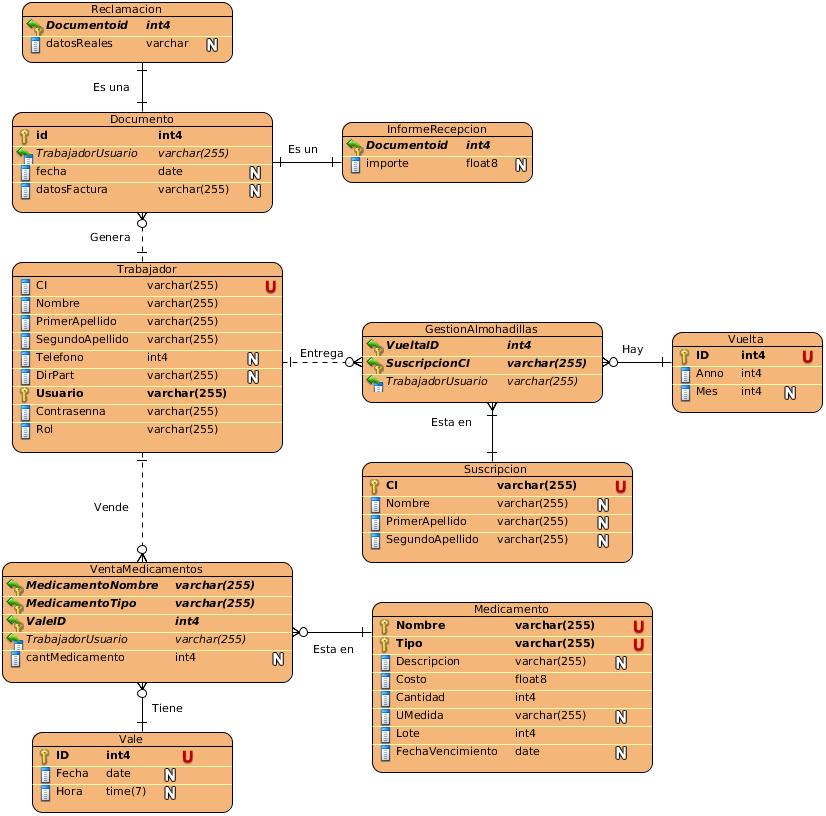 Reclamacion
Documentoid int4
datosReales varchar N
Es una
Documento
id int4
TrabajadorUsuario varchar(255)
fecha date N
datosFactura varchar(255) N
Es un
InformeRecepcion
Documentoid int4
importe float8 N
Genera
Trabajador
CI varchar(255) U
Nombre varchar(255)
PrimerApellido varchar(255)
SegundoApellido varchar(255)
Telefono int4 N
DirPart varchar(255) N
Usuario varchar(255)
Contrasenna varchar(255)
Rol varchar(255)
Entrega
GestionAlmohadillas
VueltaID int4
SuscripcionCI varchar(255)
TrabajadorUsuario varchar(255)
Hay
Vuelta
ID int4 U
Anno int4
Mes int4 N
Esta en
Suscripcion
CI varchar(255) U
Nombre varchar(255) N
PrimerApellido varchar(255) N
SegundoApellido varchar(255) N
Vende
VentaMedicamentos
MedicamentoNombre varchar(255)
MedicamentoTipo varchar(255)
ValeID int4
TrabajadorUsuario varchar(255)
cantMedicamento int4 N
Esta en
Medicamento
Nombre varchar(255) U
Tipo varchar(255) U
Descripcion varchar(255) N
Costo float8
Cantidad int4
UMedida varchar(255) N
Lote int4
FechaVencimiento date N
Tiene
Vale
ID int4 U
Fecha date N
Hora time(7) N